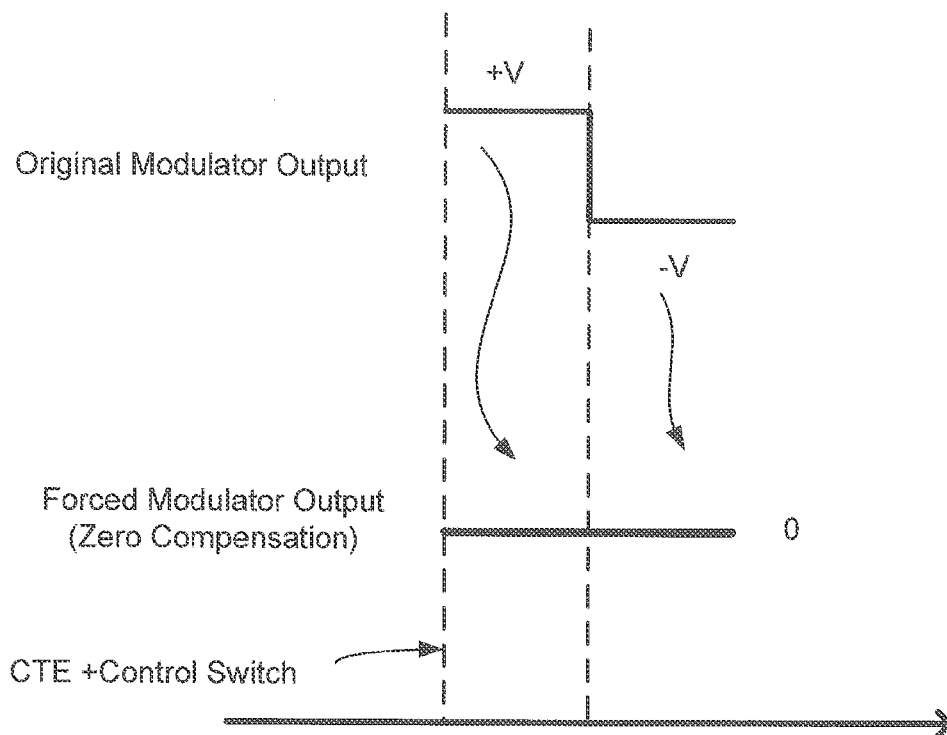 +V
Original Modulator Output
-V
Forced Modulator Output
(Zero Compensation)
0
CTE +Control Switch